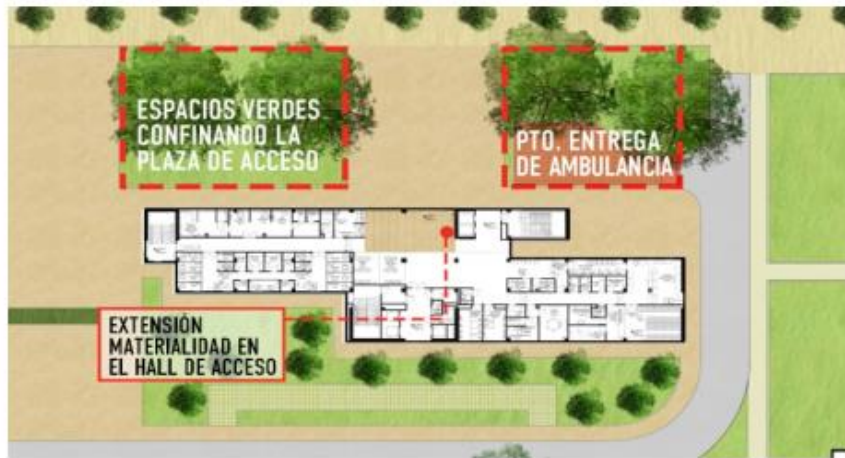 ESPACIOS VERDES
CONFINANDO LA
PLAZA DE ACCESO
PTO. ENTREGA
DE AMBULANCIA
EXTENSIÓN
MATERIALIDAD EN
EL HALL DE ACCESO